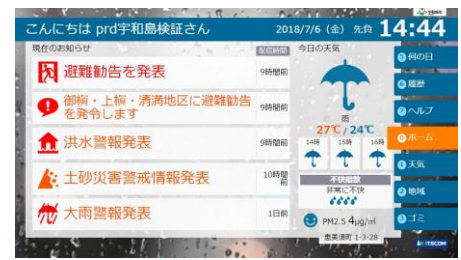 こんにちは prd宇和島検証さん
2018/7/6（金） 先負 14:44
現在のお知らせ
配信時間
避難勧告を発表
9時間前
御槇・上槇・清満地区に避難勧告
を発令します
9時間前
洪水警報発表
9時間前
土砂災害警戒情報発表
10時間
前
大雨警報発表
1日前
今日の天気
雨
27℃ / 24℃
14時 15時 16時
不快指数
非常に不快
PM2.5 4μg/㎥
恵美須町 1-3-28
何の日
履歴
ヘルプ
ホーム
天気
地域
ゴミ
ITSCOM